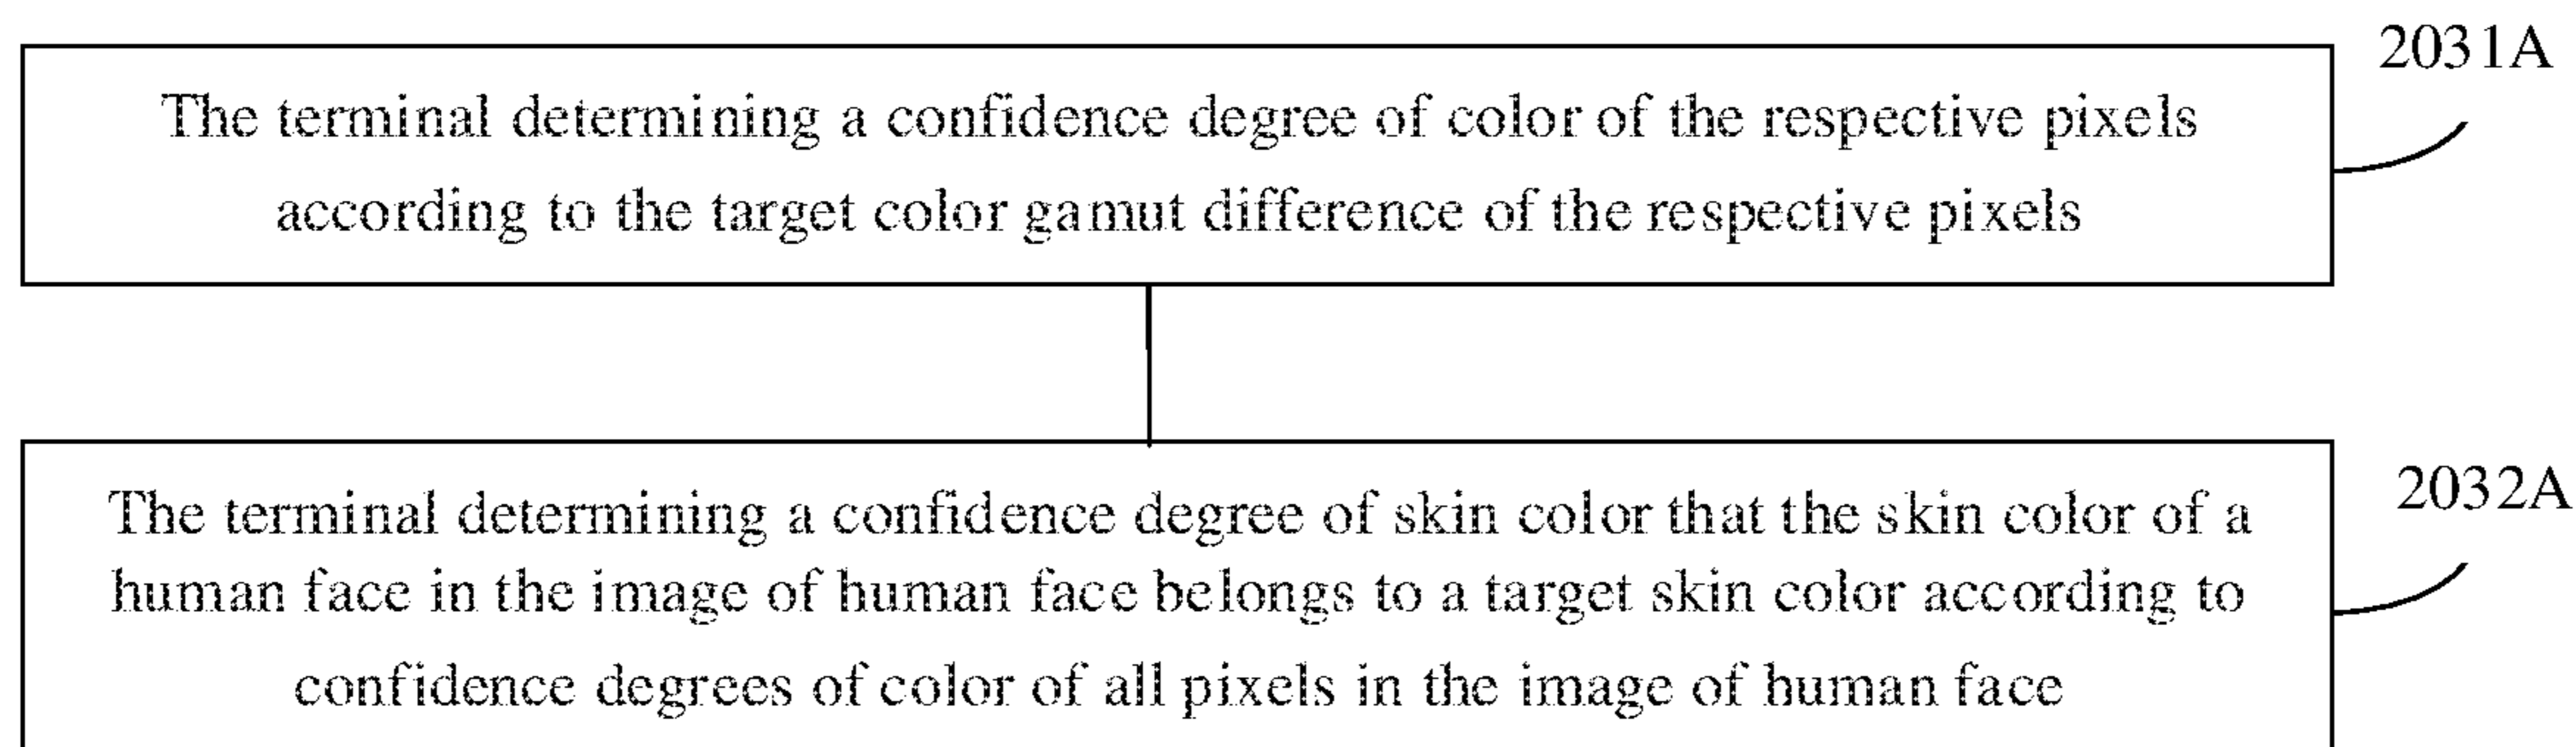 2031A
The terminal determining a confidence degree of color of the respective pixels
according to the target color gamut difference of the respective pixels
2032A
The terminal determining a confidence degree of skin color that the skin color of a
human face in the image of human face belongs to a target skin color according to
confidence degrees of color of all pixels in the image of human face